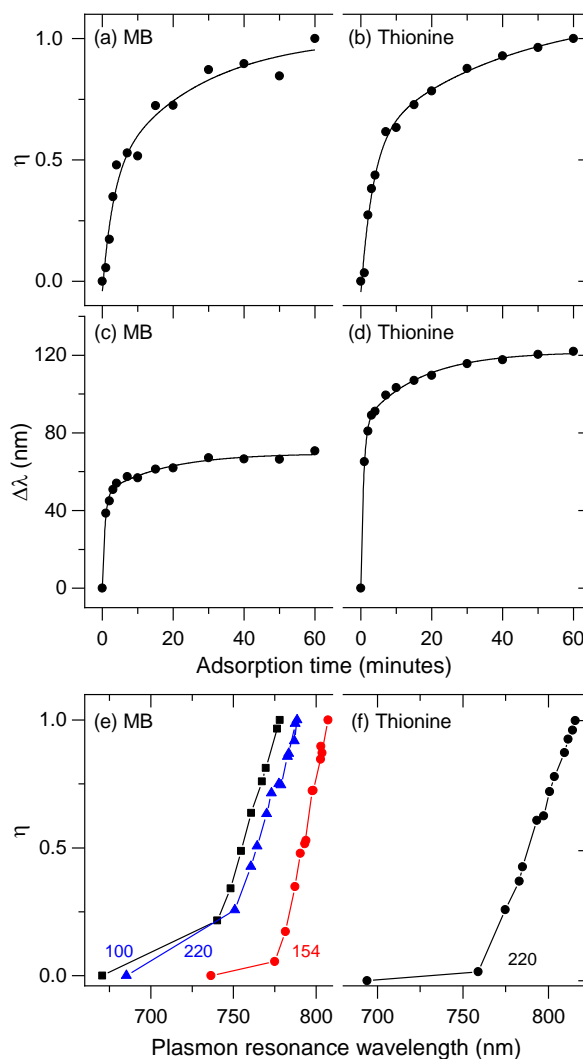 (a) MB
(b) Thionine
1.0
0.5
0.0
η
(c) MB
(d) Thionine
120
80
40
0
Δλ (nm)
0 20 40 60 0 20 40 60
Adsorption time (minutes)
(e) MB
(f) Thionine
1.0
0.5
0.0
η
100
220
154
220
700 750 800 700 750 800
Plasmon resonance wavelength (nm)